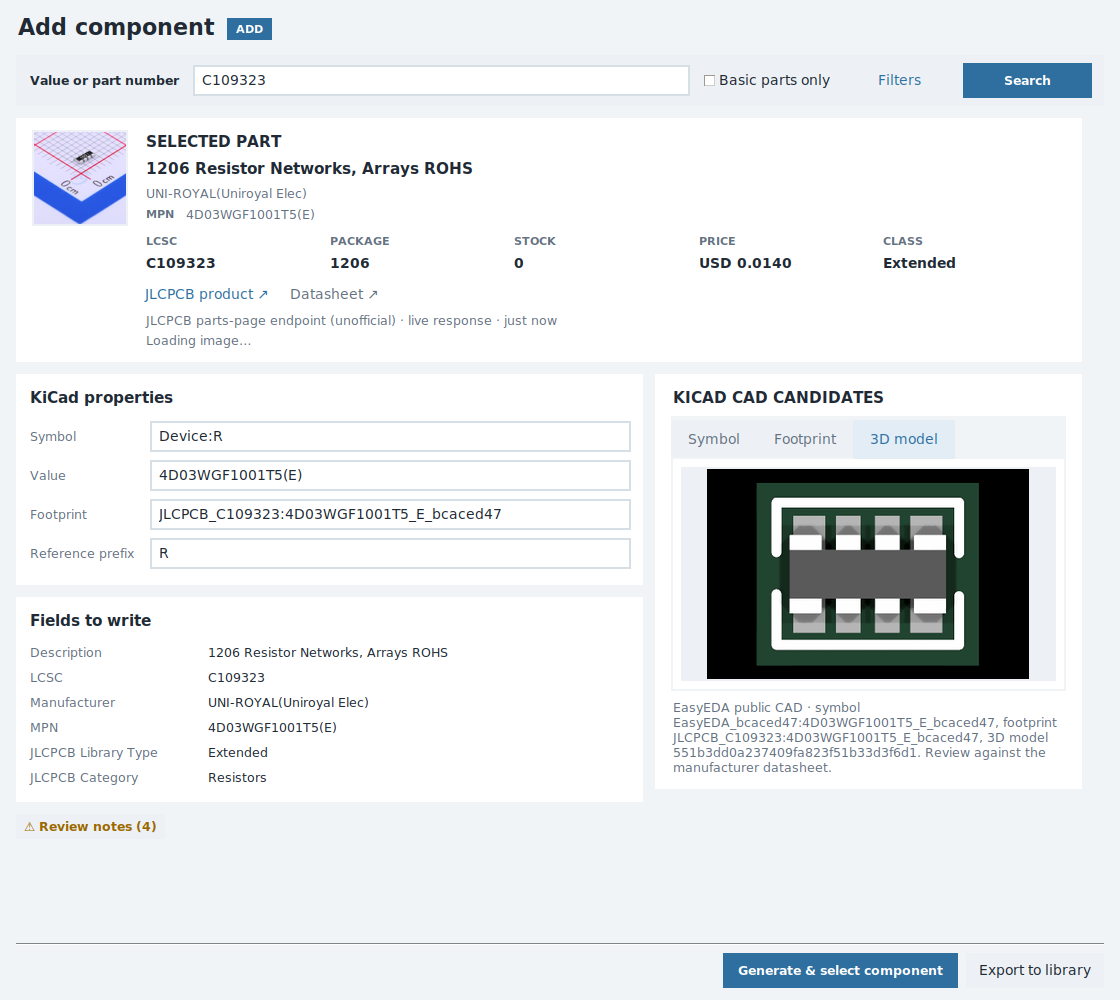 Add component ADD
Value or part number C109323 Basic parts only Filters Search
SELECTED PART
1206 Resistor Networks, Arrays ROHS
UNI-ROYAL(Uniroyal Elec)
MPN 4D03WGF1001T5(E)
LCSC PACKAGE STOCK PRICE CLASS
C109323 1206 0 USD 0.0140 Extended
JLCPCB product ↗ Datasheet ↗
JLCPCB parts-page endpoint (unofficial) · live response · just now
Loading image...
0cm 0cm
KiCad properties
Symbol Device:R
Value 4D03WGF1001T5(E)
Footprint JLCPCB_C109323:4D03WGF1001T5_E_bcaced47
Reference prefix R
Fields to write
Description 1206 Resistor Networks, Arrays ROHS
LCSC C109323
Manufacturer UNI-ROYAL(Uniroyal Elec)
MPN 4D03WGF1001T5(E)
JLCPCB Library Type Extended
JLCPCB Category Resistors
⚠ Review notes (4)
KICAD CAD CANDIDATES
Symbol Footprint 3D model
EasyEDA public CAD · symbol
EasyEDA_bcaced47:4D03WGF1001T5_E_bcaced47, footprint
JLCPCB_C109323:4D03WGF1001T5_E_bcaced47, 3D model
551b3dd0a237409fa823f51b33d3f6d1. Review against the
manufacturer datasheet.
Generate & select component Export to library